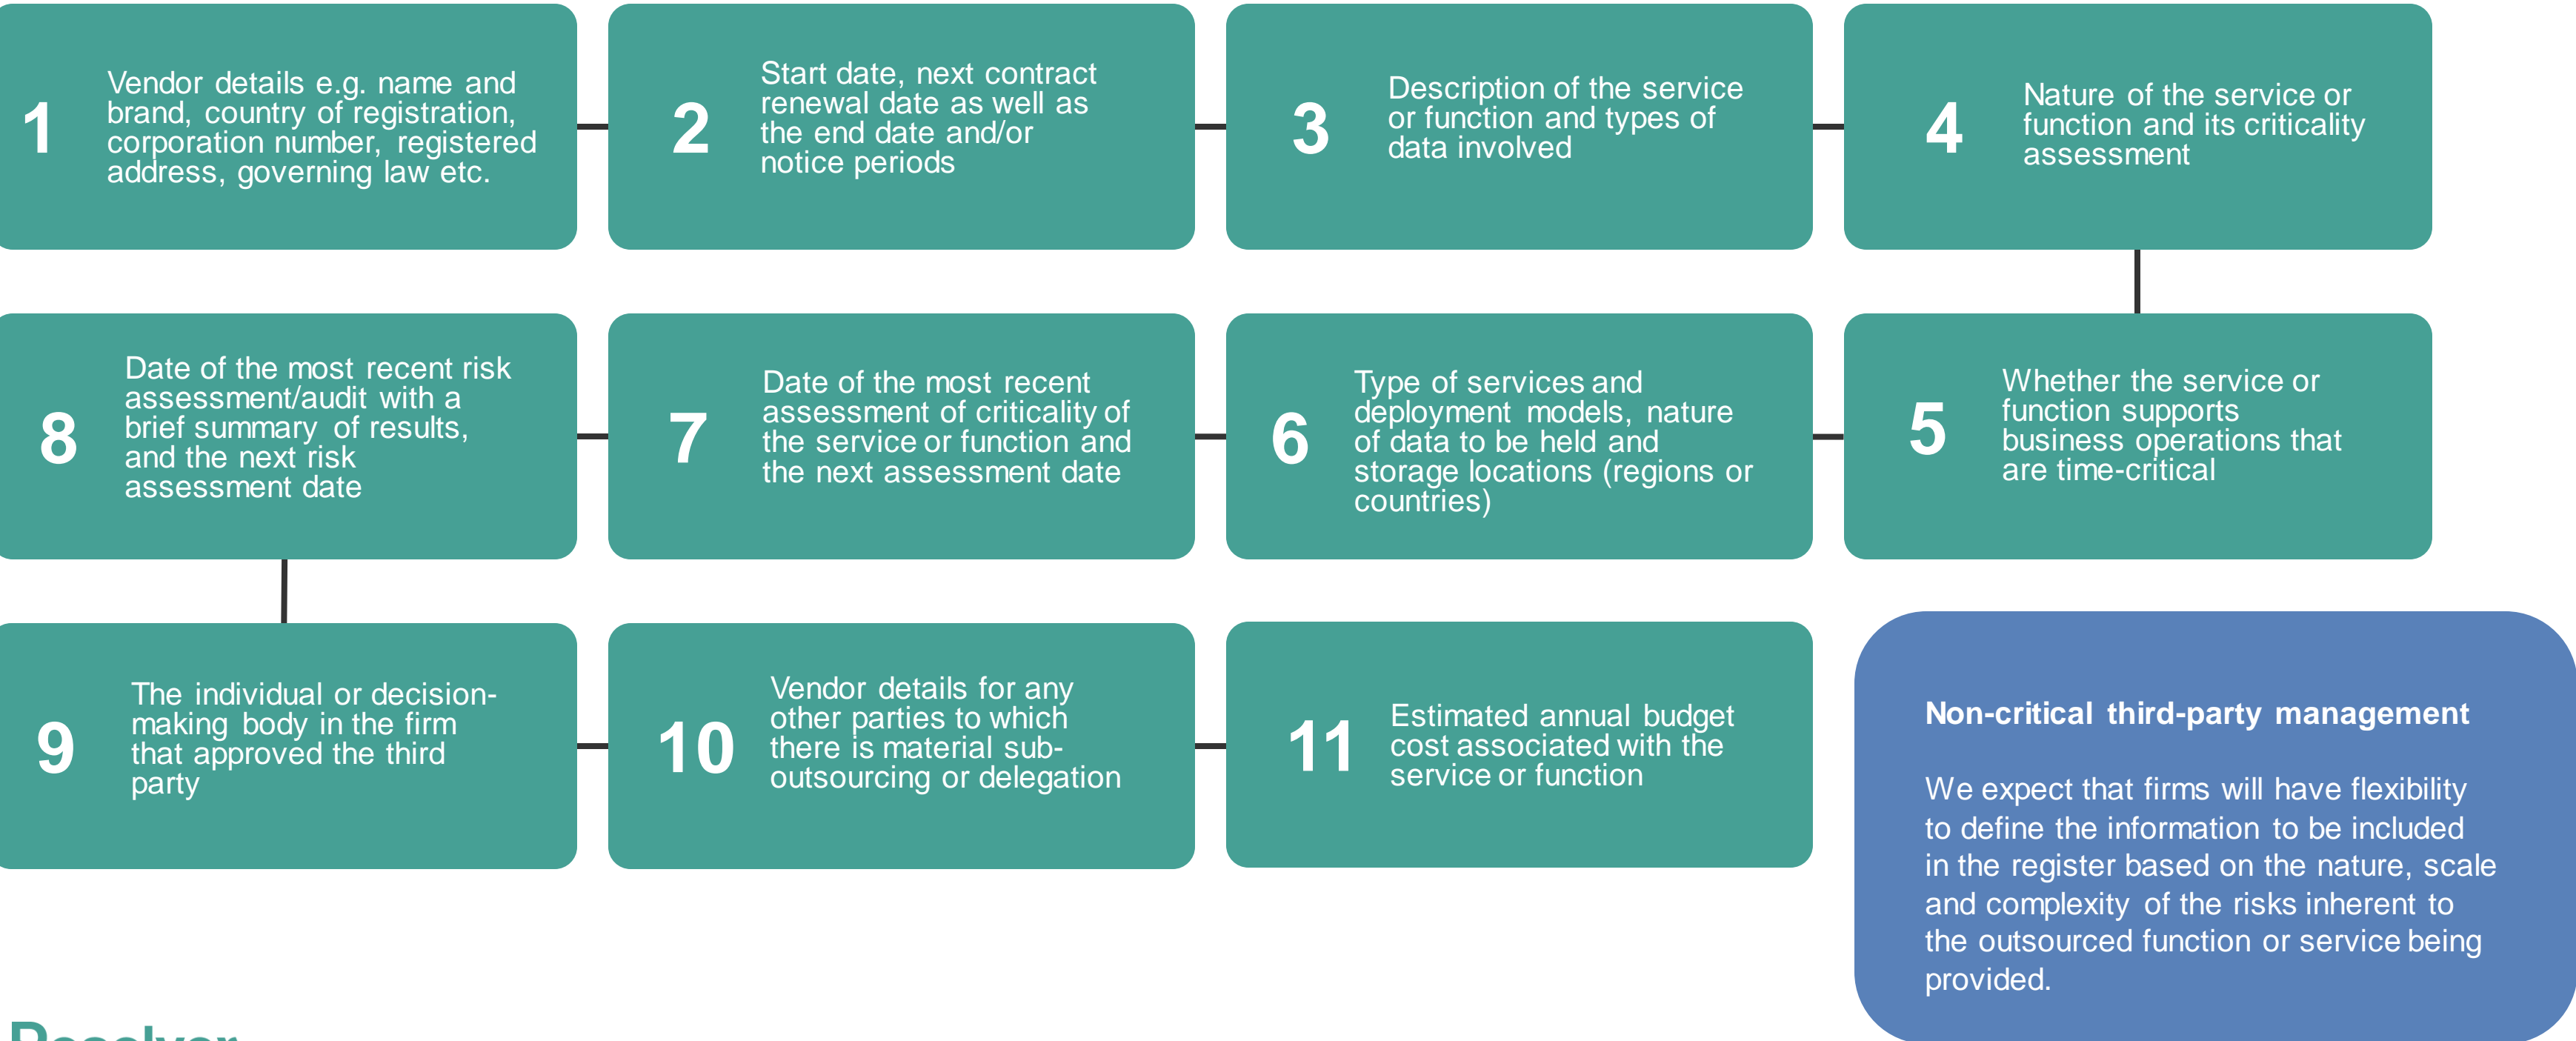 1
Vendor details e.g. name and
brand, country of registration,
corporation number, registered
address, governing law etc.
2
Start date, next contract
renewal date as well as
the end date and/or
notice periods
3
Description of the service
or function and types of
data involved
4
Nature of the service or
function and its criticality
assessment
5
Whether the service or
function supports
business operations that
are time-critical
6
Type of services and
deployment models, nature
of data to be held and
storage locations (regions or
countries)
7
Date of the most recent
assessment of criticality of
the service or function and
the next assessment date
8
Date of the most recent risk
assessment/audit with a
brief summary of results,
and the next risk
assessment date
9
The individual or decision-
making body in the firm
that approved the third
party
10
Vendor details for any
other parties to which
there is material sub-
outsourcing or delegation
11
Estimated annual budget
cost associated with the
service or function
Non-critical third-party management
We expect that firms will have flexibility
to define the information to be included
in the register based on the nature, scale
and complexity of the risks inherent to
the outsourced function or service being
provided.
Resolver